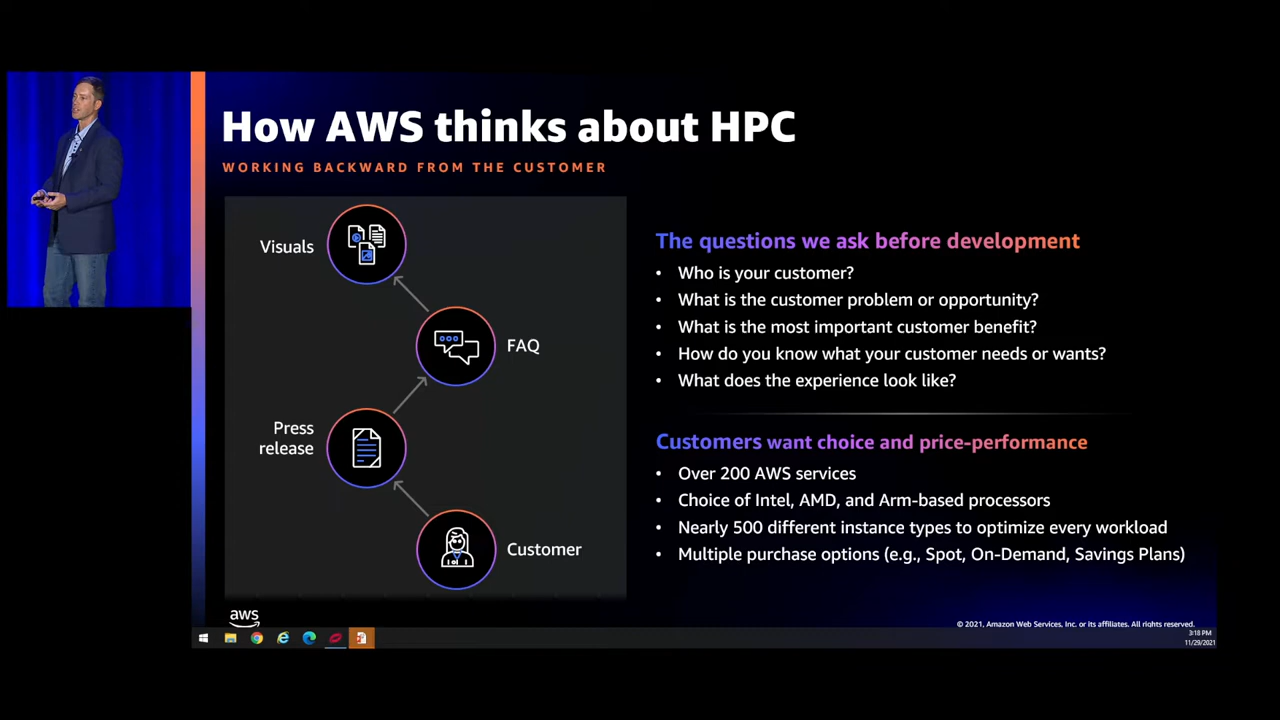 How AWS thinks about HPC
WORKING BACKWARD FROM THE CUSTOMER
Visuals
FAQ
Press
release
Customer
The questions we ask before development
• Who is your customer?
• What is the customer problem or opportunity?
• What is the most important customer benefit?
• How do you know what your customer needs or wants?
• What does the experience look like?
Customers want choice and price-performance
• Over 200 AWS services
• Choice of Intel, AMD, and Arm-based processors
• Nearly 500 different instance types to optimize every workload
• Multiple purchase options (e.g., Spot, On-Demand, Savings Plans)
aws
© 2021, Amazon Web Services, Inc. or its affiliates. All rights reserved.
3:18 PM
11/29/2021